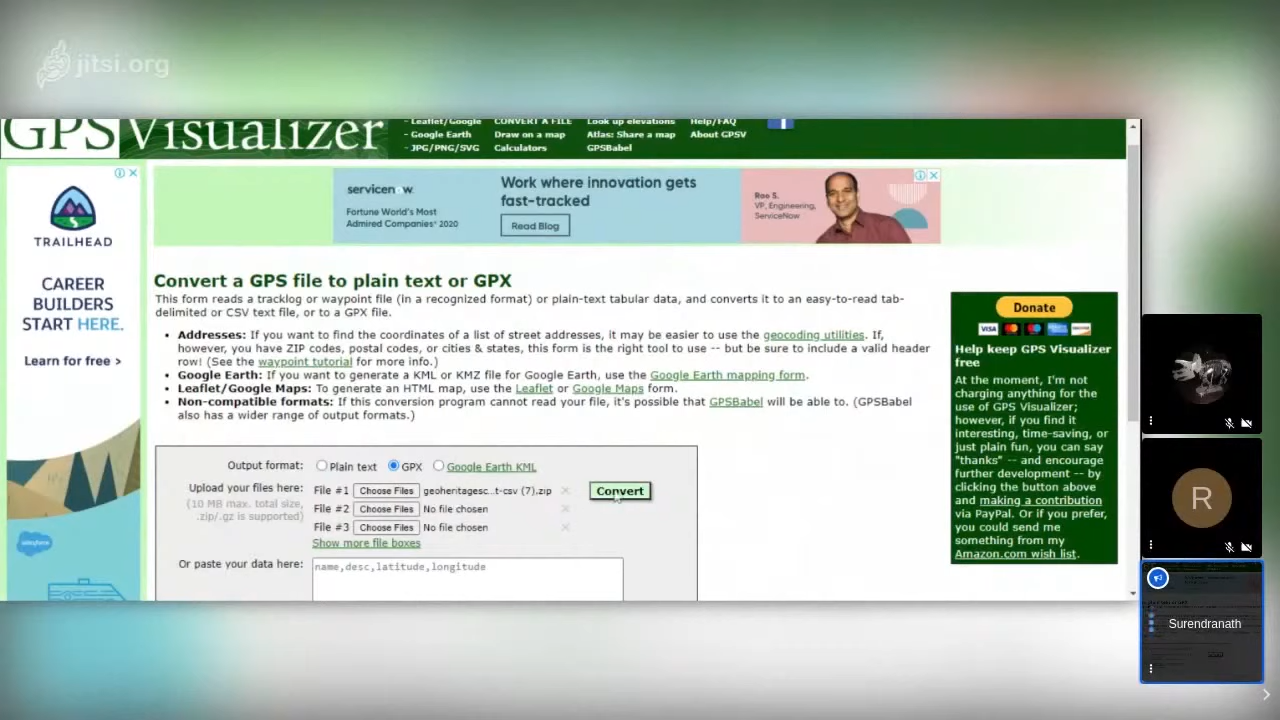 jitsi.org
GPS Visualizer
- Leaflet/Google
- Google Earth
- JPG/PNG/SVG
CONVERT A FILE
Draw on a map
Calculators
Look up elevations
Atlas: Share a map
GPSBabel
Help/FAQ
About GPSV
TRAILHEAD
CAREER
BUILDERS
START HERE.
Learn for free >
salesforce
servicenow.
Fortune World's Most
Admired Companies® 2020
Work where innovation gets
fast-tracked
Read Blog
Roe S.
VP, Engineering,
ServiceNow
Convert a GPS file to plain text or GPX
This form reads a tracklog or waypoint file (in a recognized format) or plain-text tabular data, and converts it to an easy-to-read tab-
delimited or CSV text file, or to a GPX file.
• Addresses: If you want to find the coordinates of a list of street addresses, it may be easier to use the geocoding utilities. If,
however, you have ZIP codes, postal codes, or cities & states, this form is the right tool to use -- but be sure to include a valid header
row! (See the waypoint tutorial for more info.)
• Google Earth: If you want to generate a KML or KMZ file for Google Earth, use the Google Earth mapping form.
• Leaflet/Google Maps: To generate an HTML map, use the Leaflet or Google Maps form.
• Non-compatible formats: If this conversion program cannot read your file, it's possible that GPSBabel will be able to. (GPSBabel
also has a wider range of output formats.)
Output format: Plain text GPX Google Earth KML
Upload your files here:
(10 MB max. total size,
.zip/.gz is supported)
File #1 Choose Files geoheritagesc...t-csv (7).zip
Convert
File #2 Choose Files No file chosen
File #3 Choose Files No file chosen
Show more file boxes
Or paste your data here:
name,desc,latitude,longitude
Donate
VISA
Help keep GPS Visualizer
free
At the moment, I'm not
charging anything for the
use of GPS Visualizer;
however, if you find it
interesting, time-saving, or
just plain fun, you can say
"thanks" -- and encourage
further development -- by
clicking the button above
and making a contribution
via PayPal. Or if you prefer,
you could send me
something from my
Amazon.com wish list.
R
Surendranath